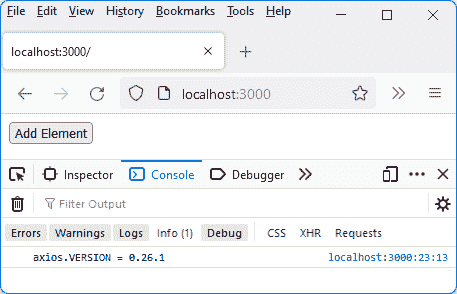 File Edit View History Bookmarks Tools Help
localhost:3000/
localhost:3000
Add Element
Inspector Console Debugger
Filter Output
Errors Warnings Logs Info (1) Debug CSS XHR Requests
axios.VERSION = 0.26.1 localhost:3000:23:13